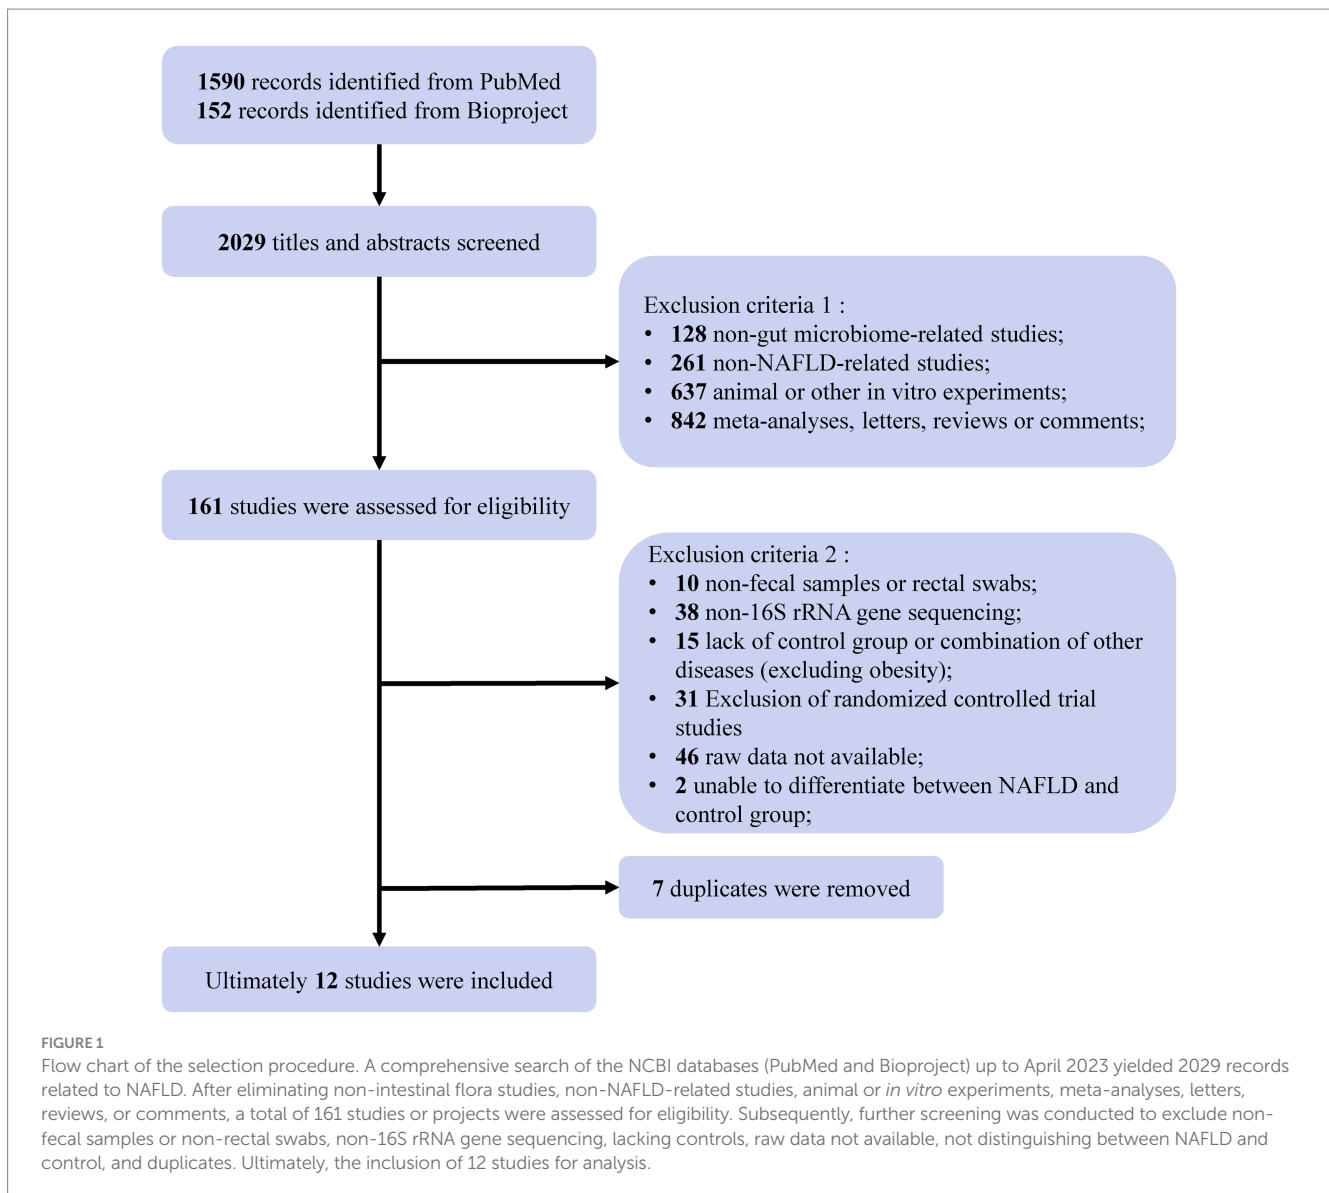 1590 records identified from PubMed
152 records identified from Bioproject
2029 titles and abstracts screened
Exclusion criteria 1 :
• 128 non-gut microbiome-related studies;
• 261 non-NAFLD-related studies;
• 637 animal or other in vitro experiments;
• 842 meta-analyses, letters, reviews or comments;
161 studies were assessed for eligibility
Exclusion criteria 2 :
• 10 non-fecal samples or rectal swabs;
• 38 non-16S rRNA gene sequencing;
• 15 lack of control group or combination of other
diseases (excluding obesity);
• 31 Exclusion of randomized controlled trial
studies
• 46 raw data not available;
• 2 unable to differentiate between NAFLD and
control group;
7 duplicates were removed
Ultimately 12 studies were included
FIGURE 1
Flow chart of the selection procedure. A comprehensive search of the NCBI databases (PubMed and Bioproject) up to April 2023 yielded 2029 records
related to NAFLD. After eliminating non-intestinal flora studies, non-NAFLD-related studies, animal or in vitro experiments, meta-analyses, letters,
reviews, or comments, a total of 161 studies or projects were assessed for eligibility. Subsequently, further screening was conducted to exclude non-
fecal samples or non-rectal swabs, non-16S rRNA gene sequencing, lacking controls, raw data not available, not distinguishing between NAFLD and
control, and duplicates. Ultimately, the inclusion of 12 studies for analysis.